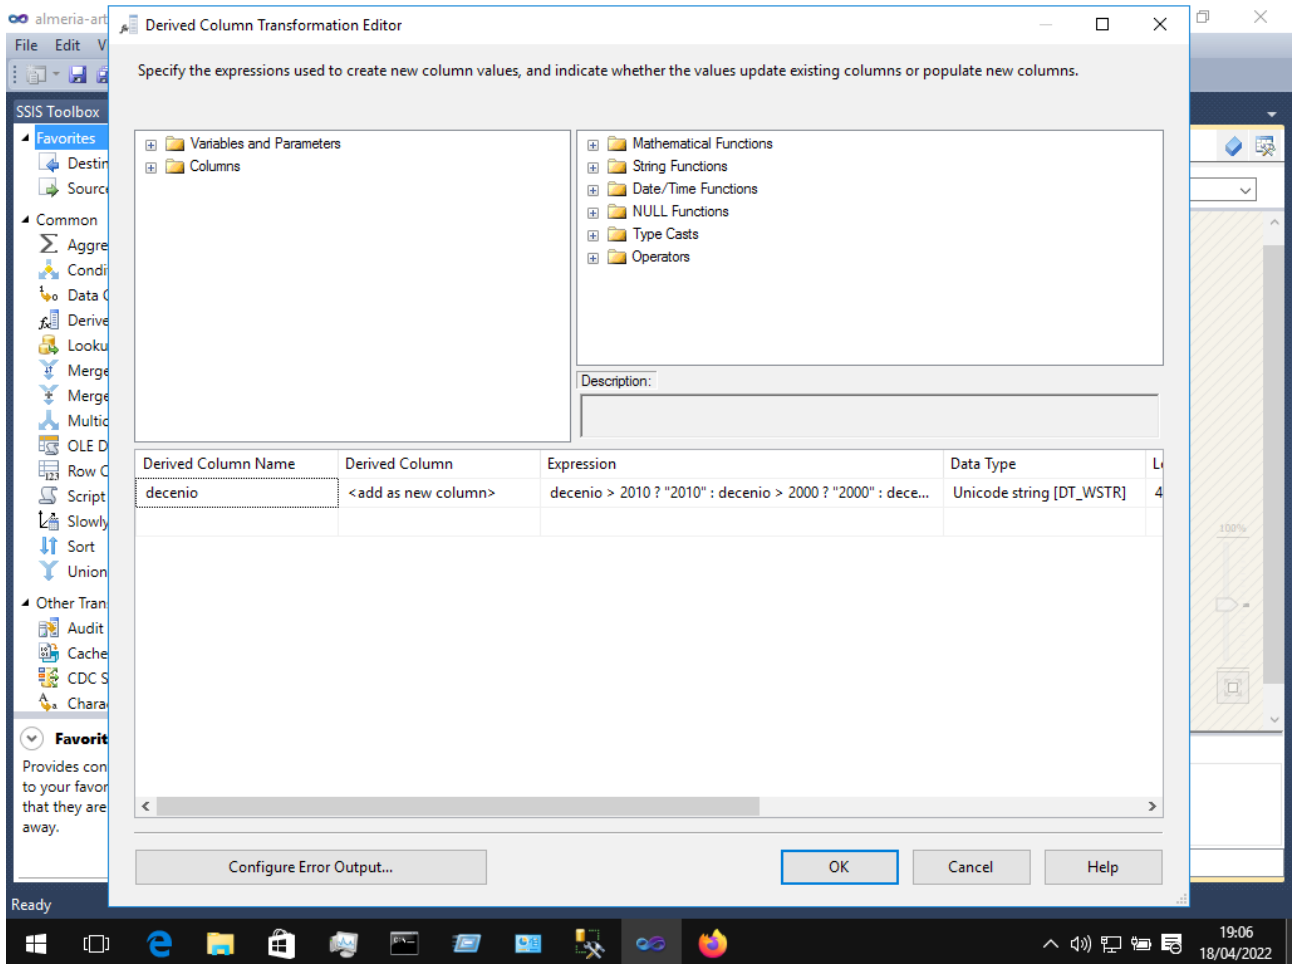 almeria-art
Derived Column Transformation Editor
File Edit V
Specify the expressions used to create new column values, and indicate whether the values update existing columns or populate new columns.
SSIS Toolbox
Favorites
Destin
Source
Common
Aggre
Condi
Data C
Derive
Looku
Merge
Merge
Multic
OLE D
Row C
Script
Slowly
Sort
Union
Other Tran
Audit
Cache
CDC S
Chara
Favorit
Provides con
to your favor
that they are
away.
Ready
Variables and Parameters
Columns
Mathematical Functions
String Functions
Date/Time Functions
NULL Functions
Type Casts
Operators
Description:
Derived Column Name Derived Column Expression Data Type Le
decenio <add as new column> decenio > 2010 ? "2010" : decenio > 2000 ? "2000" : dece... Unicode string [DT_WSTR] 4
100%
Configure Error Output... OK Cancel Help
19:06
18/04/2022